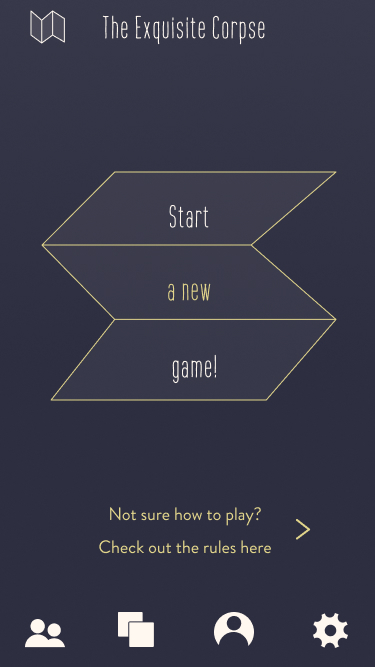 The Exquisite Corpse
Start
a new
game!
Not sure how to play?
Check out the rules here